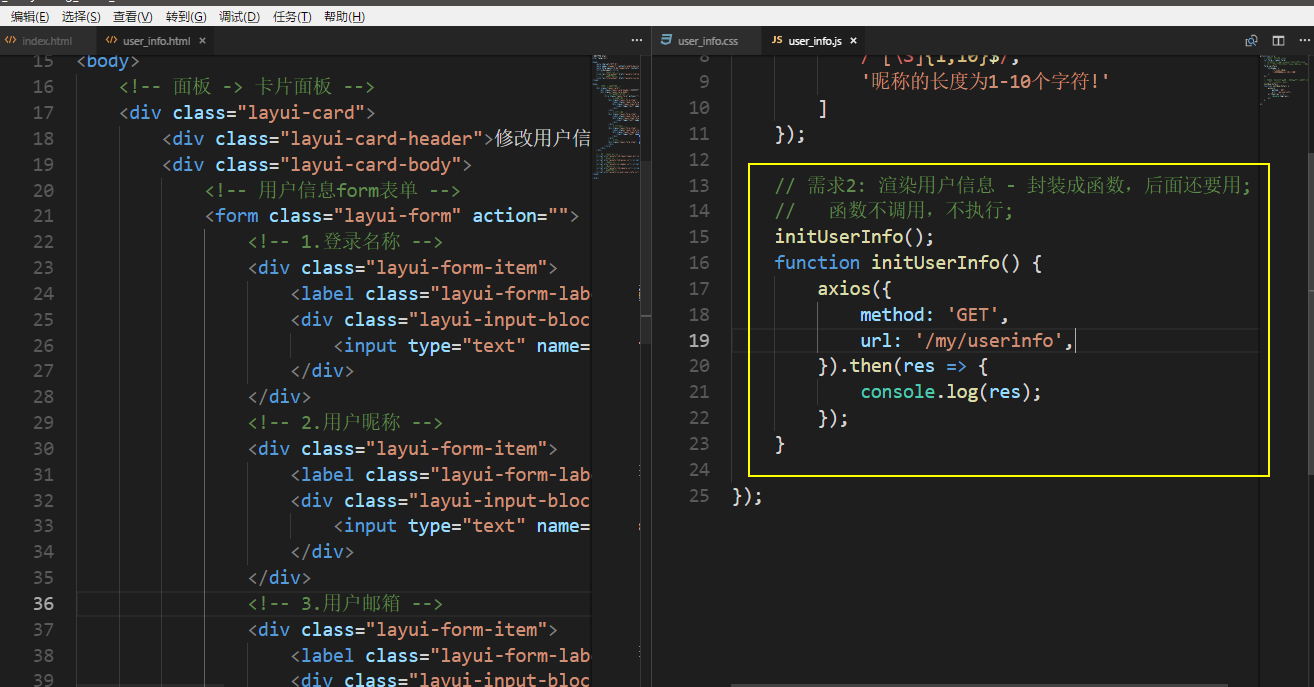 编辑(E) 选择(S) 查看(V) 转到(G) 调试(D) 任务(T) 帮助(H)
index.html user_info.html ×
15 <body>
16 <!-- 面板 -> 卡片面板 -->
17 <div class="layui-card">
18 <div class="layui-card-header">修改用户信
19 <div class="layui-card-body">
20 <!-- 用户信息form表单 -->
21 <form class="layui-form" action="">
22 <!-- 1.登录名称 -->
23 <div class="layui-form-item">
24 <label class="layui-form-lab
25 <div class="layui-input-bloc
26 <input type="text" name=
27 </div>
28 </div>
29 <!-- 2.用户昵称 -->
30 <div class="layui-form-item">
31 <label class="layui-form-lab
32 <div class="layui-input-bloc
33 <input type="text" name=
34 </div>
35 </div>
36 <!-- 3.用户邮箱 -->
37 <div class="layui-form-item">
38 <label class="layui-form-lab
39 <div class="layui-input-bloc
user_info.css JS user_info.js ×
8 /^[\S]{1,10}$/,
9 '昵称的长度为1-10个字符!'
10 ]
11 });
12
13 // 需求2: 渲染用户信息 - 封装成函数，后面还要用;
14 // 函数不调用，不执行;
15 initUserInfo();
16 function initUserInfo() {
17 axios({
18 method: 'GET',
19 url: '/my/userinfo',
20 }).then(res => {
21 console.log(res);
22 });
23 }
24
25 });